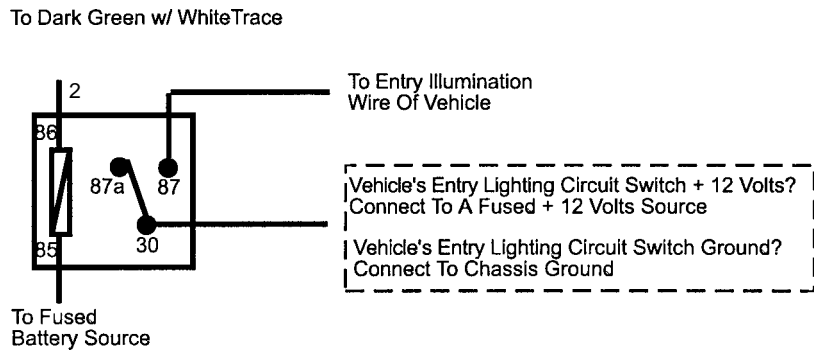 To Dark Green w/ WhiteTrace
2
To Entry Illumination
Wire Of Vehicle
86
87a
87
30
85
Vehicle's Entry Lighting Circuit Switch + 12 Volts?
Connect To A Fused + 12 Volts Source
Vehicle's Entry Lighting Circuit Switch Ground?
Connect To Chassis Ground
To Fused
Battery Source